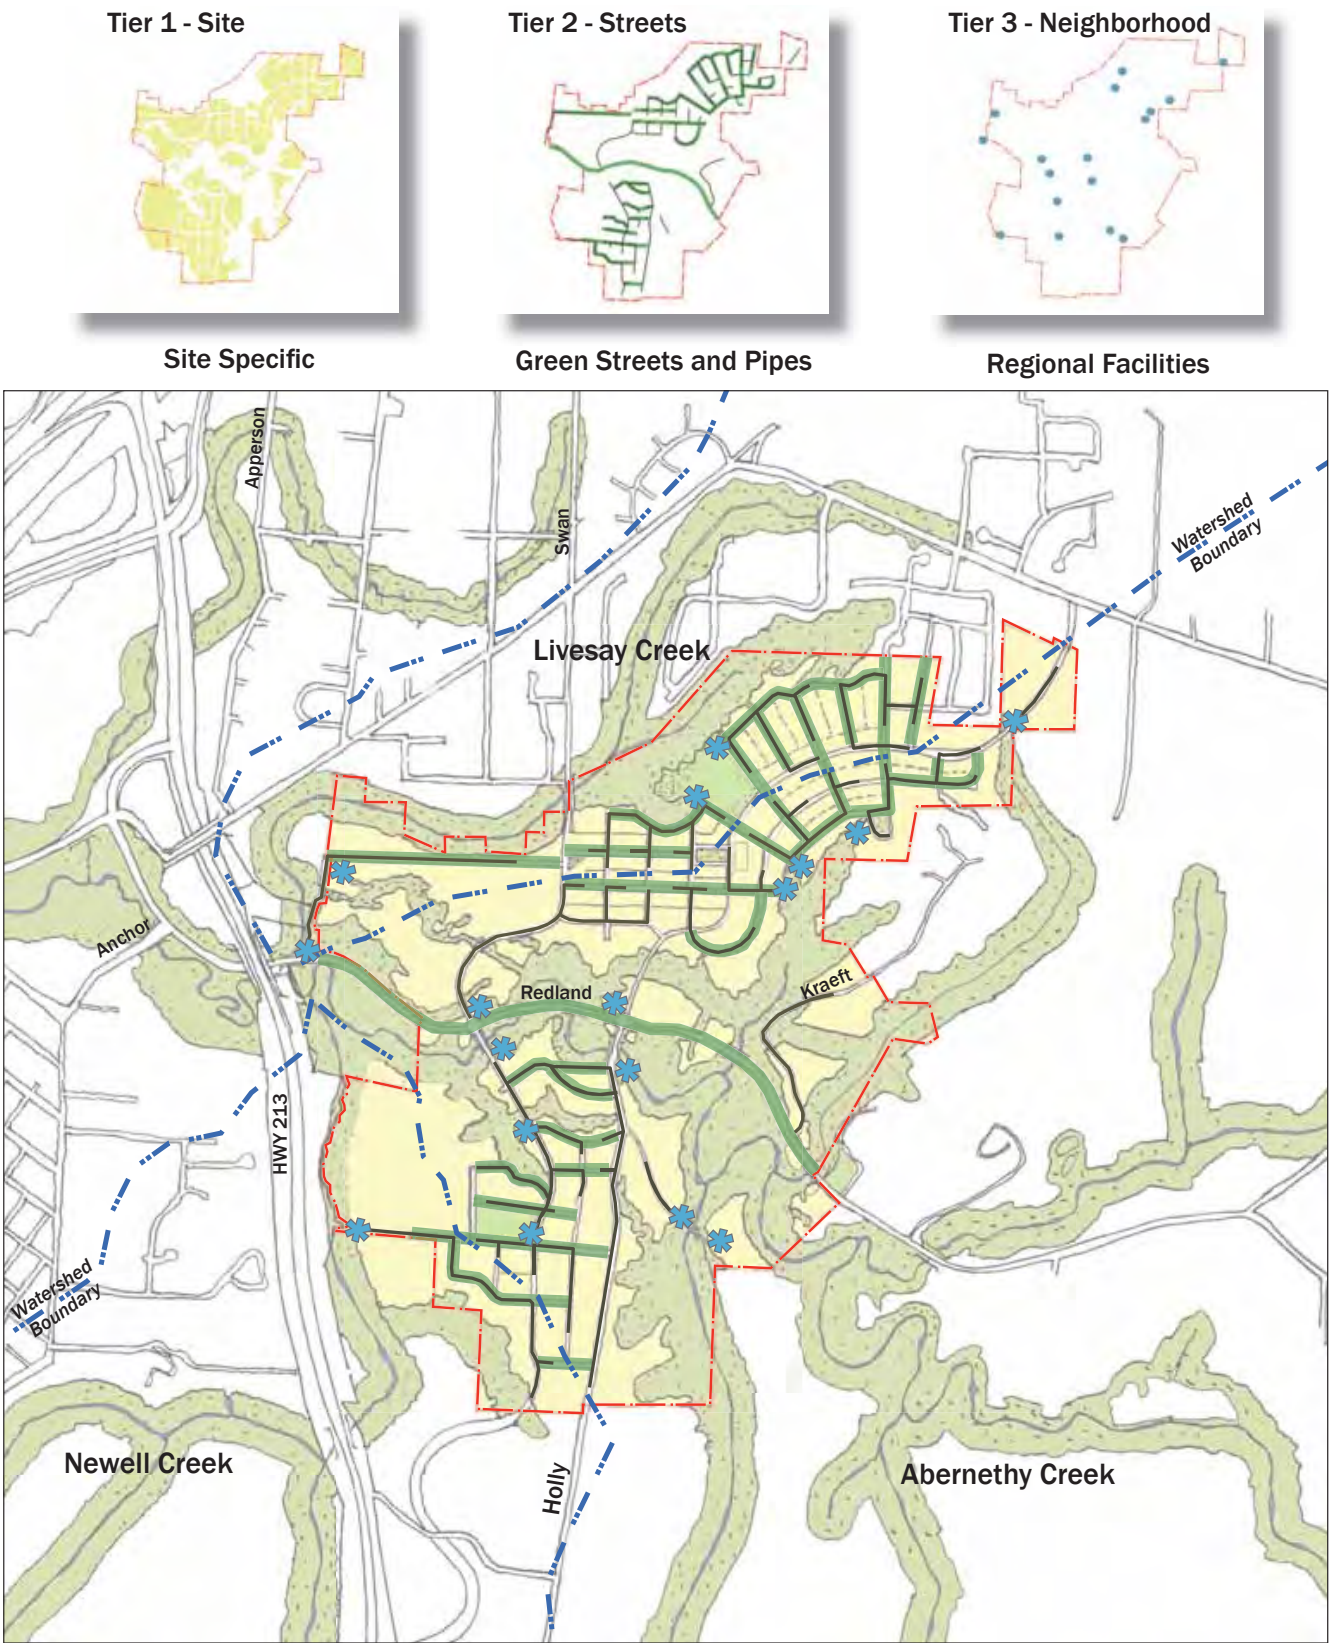 Tier 1 - Site
Tier 2 - Streets
Tier 3 - Neighborhood
Site Specific
Green Streets and Pipes
Regional Facilities
Apperson
Swan
Watershed
Boundary
Livesay Creek
Anchor
Redland
Kraeft
HWY 213
Watershed
Boundary
Newell Creek
Holly
Abernethy Creek